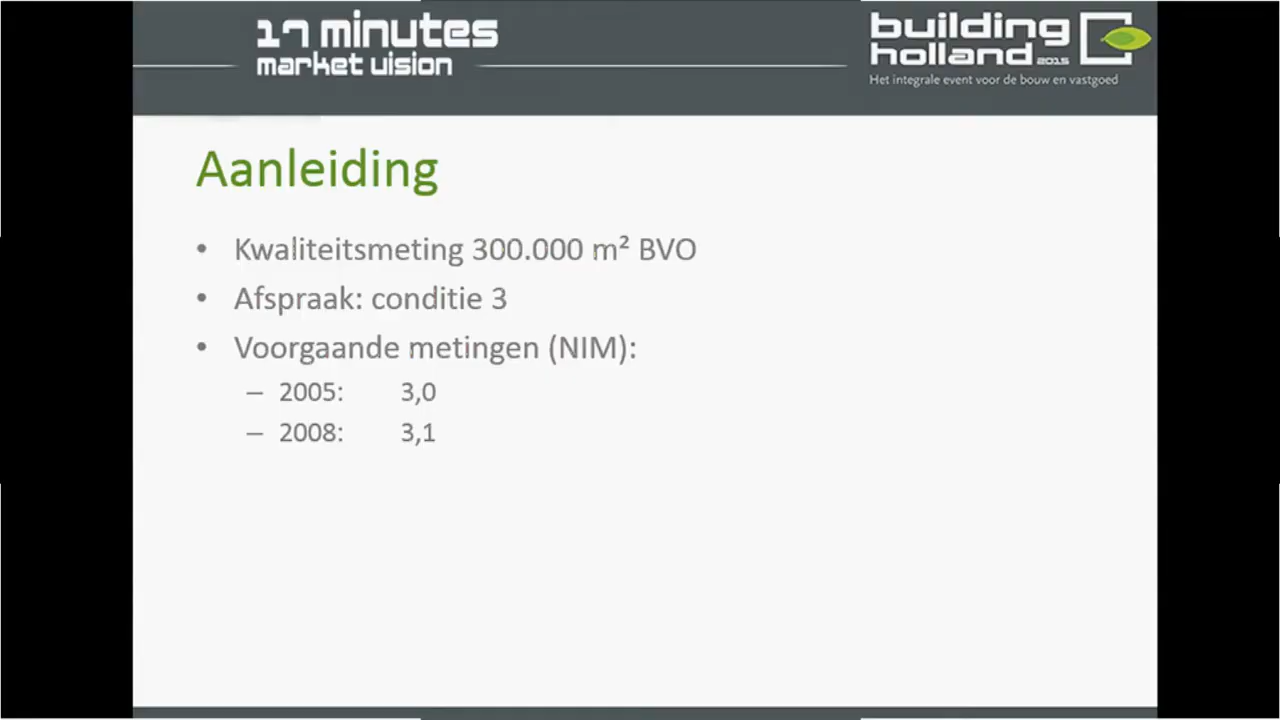 17 minutes
market vision
building
holland 2015
Het integrale event voor de bouw en vastgoed
Aanleiding
• Kwaliteitsmeting 300.000 m² BVO
• Afspraak: conditie 3
• Voorgaande metingen (NIM):
– 2005: 3,0
– 2008: 3,1